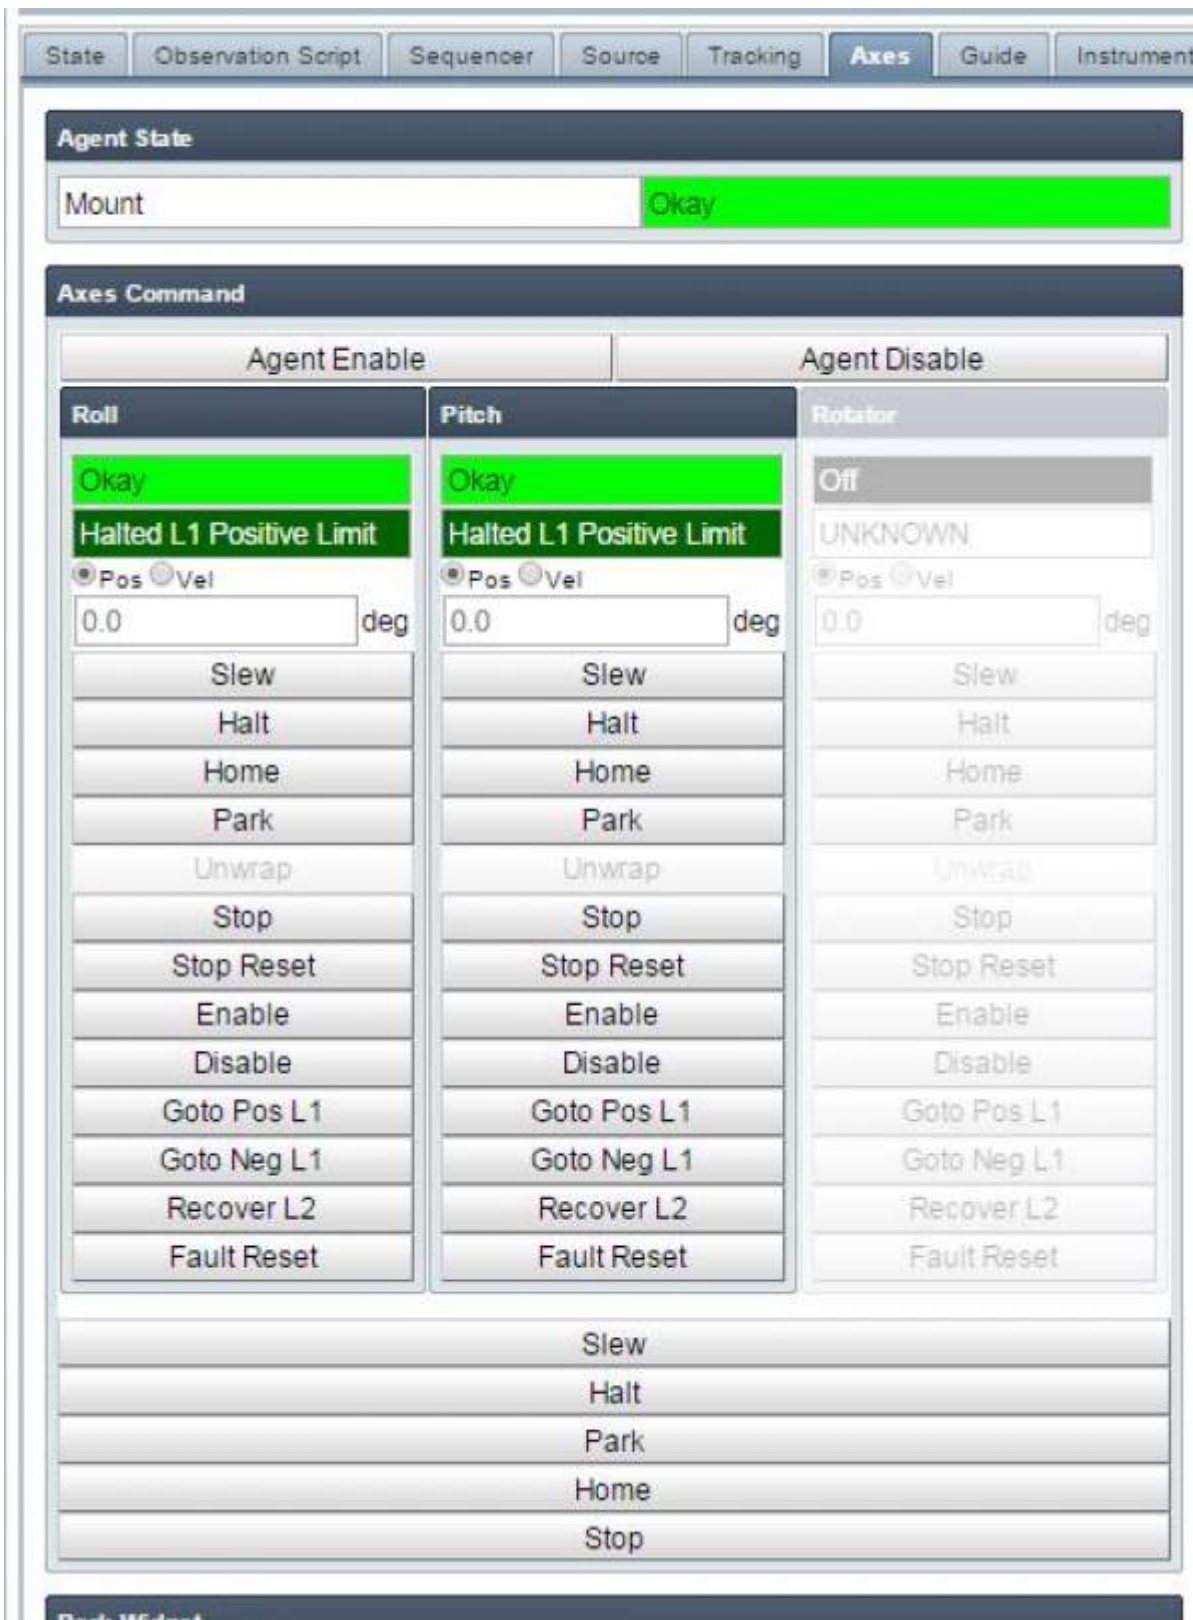 State Observation Script Sequencer Source Tracking Axes Guide Instrument
Agent State
Mount Okay
Axes Command
Agent Enable Agent Disable
Roll Pitch Rotator
Okay Okay Off
Halted L1 Positive Limit Halted L1 Positive Limit UNKNOWN
Pos Vel Pos Vel Pos Vel
0.0 deg 0.0 deg 0.0 deg
Slew Slew Slew
Halt Halt Halt
Home Home Home
Park Park Park
Unwrap Unwrap Unwrap
Stop Stop Stop
Stop Reset Stop Reset Stop Reset
Enable Enable Enable
Disable Disable Disable
Goto Pos L1 Goto Pos L1 Goto Pos L1
Goto Neg L1 Goto Neg L1 Goto Neg L1
Recover L2 Recover L2 Recover L2
Fault Reset Fault Reset Fault Reset
Slew
Halt
Park
Home
Stop
Park Widget